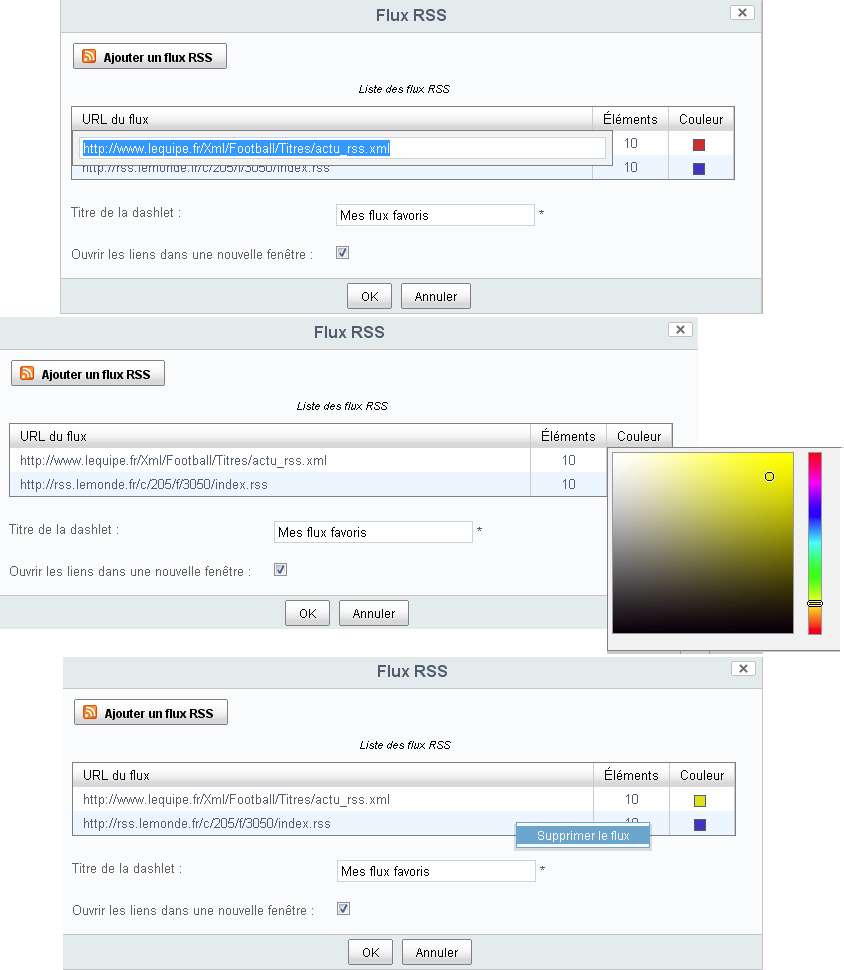 Flux RSS
Ajouter un flux RSS
Liste des flux RSS
URL du flux Éléments Couleur
http://www.lequipe.fr/Xml/Football/Titres/actu_rss.xml 10
http://rss.lemonde.fr/c/205/f/3050/index.rss 10
Titre de la dashlet : Mes flux favoris *
Ouvrir les liens dans une nouvelle fenêtre :
OK Annuler
Flux RSS
Ajouter un flux RSS
Liste des flux RSS
URL du flux Éléments Couleur
http://www.lequipe.fr/Xml/Football/Titres/actu_rss.xml 10
http://rss.lemonde.fr/c/205/f/3050/index.rss 10
Titre de la dashlet : Mes flux favoris *
Ouvrir les liens dans une nouvelle fenêtre :
OK Annuler
Flux RSS
Ajouter un flux RSS
Liste des flux RSS
URL du flux Éléments Couleur
http://www.lequipe.fr/Xml/Football/Titres/actu_rss.xml 10
http://rss.lemonde.fr/c/205/f/3050/index.rss 10
Supprimer le flux
Titre de la dashlet : Mes flux favoris *
Ouvrir les liens dans une nouvelle fenêtre :
OK Annuler